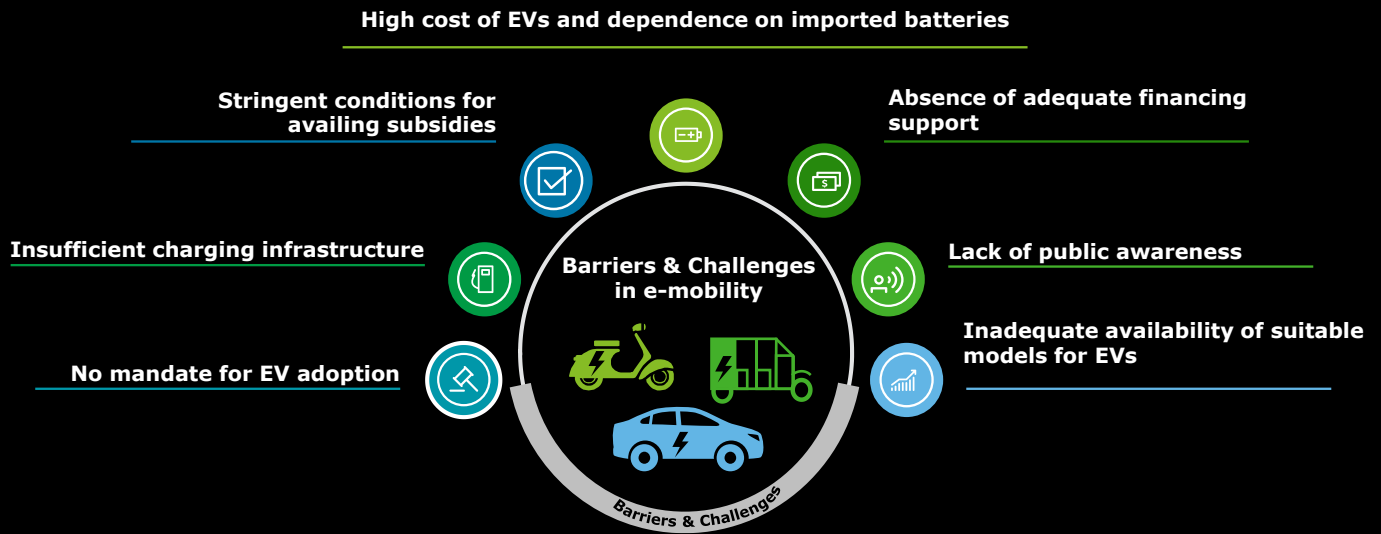 High cost of EVs and dependence on imported batteries
Stringent conditions for
availing subsidies
Absence of adequate financing
support
Insufficient charging infrastructure
Lack of public awareness
Barriers & Challenges
in e-mobility
No mandate for EV adoption
Inadequate availability of suitable
models for EVs
$
Barriers & Challenges